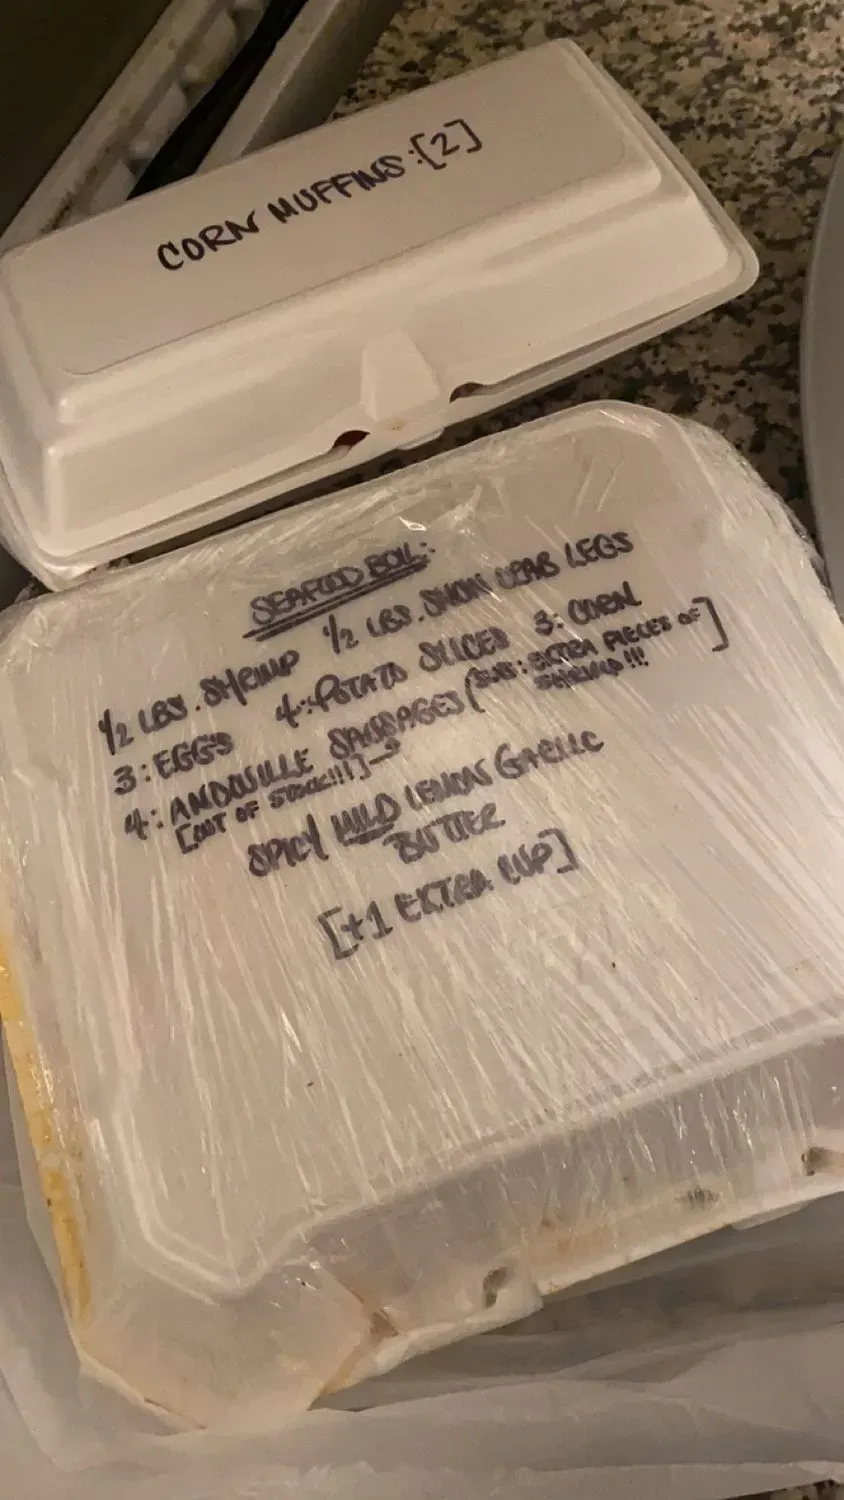 CORN MUFFINS:[2]
SEAFOOD BOIL:
1/2 LBS. SHRIMP 1/2 LBS. SNOW CRAB LEGS
3: EGGS 4: POTATO SLICES 3: CORN
4: ANDOUILLE SAUSSAGES (SUB: EXTRA PIECES OF
SHRIMP!!!]
[OUT OF STOCK!!!]
SPICY MILD LEMON GARLIC
BUTTER
[+1 EXTRA CUP]